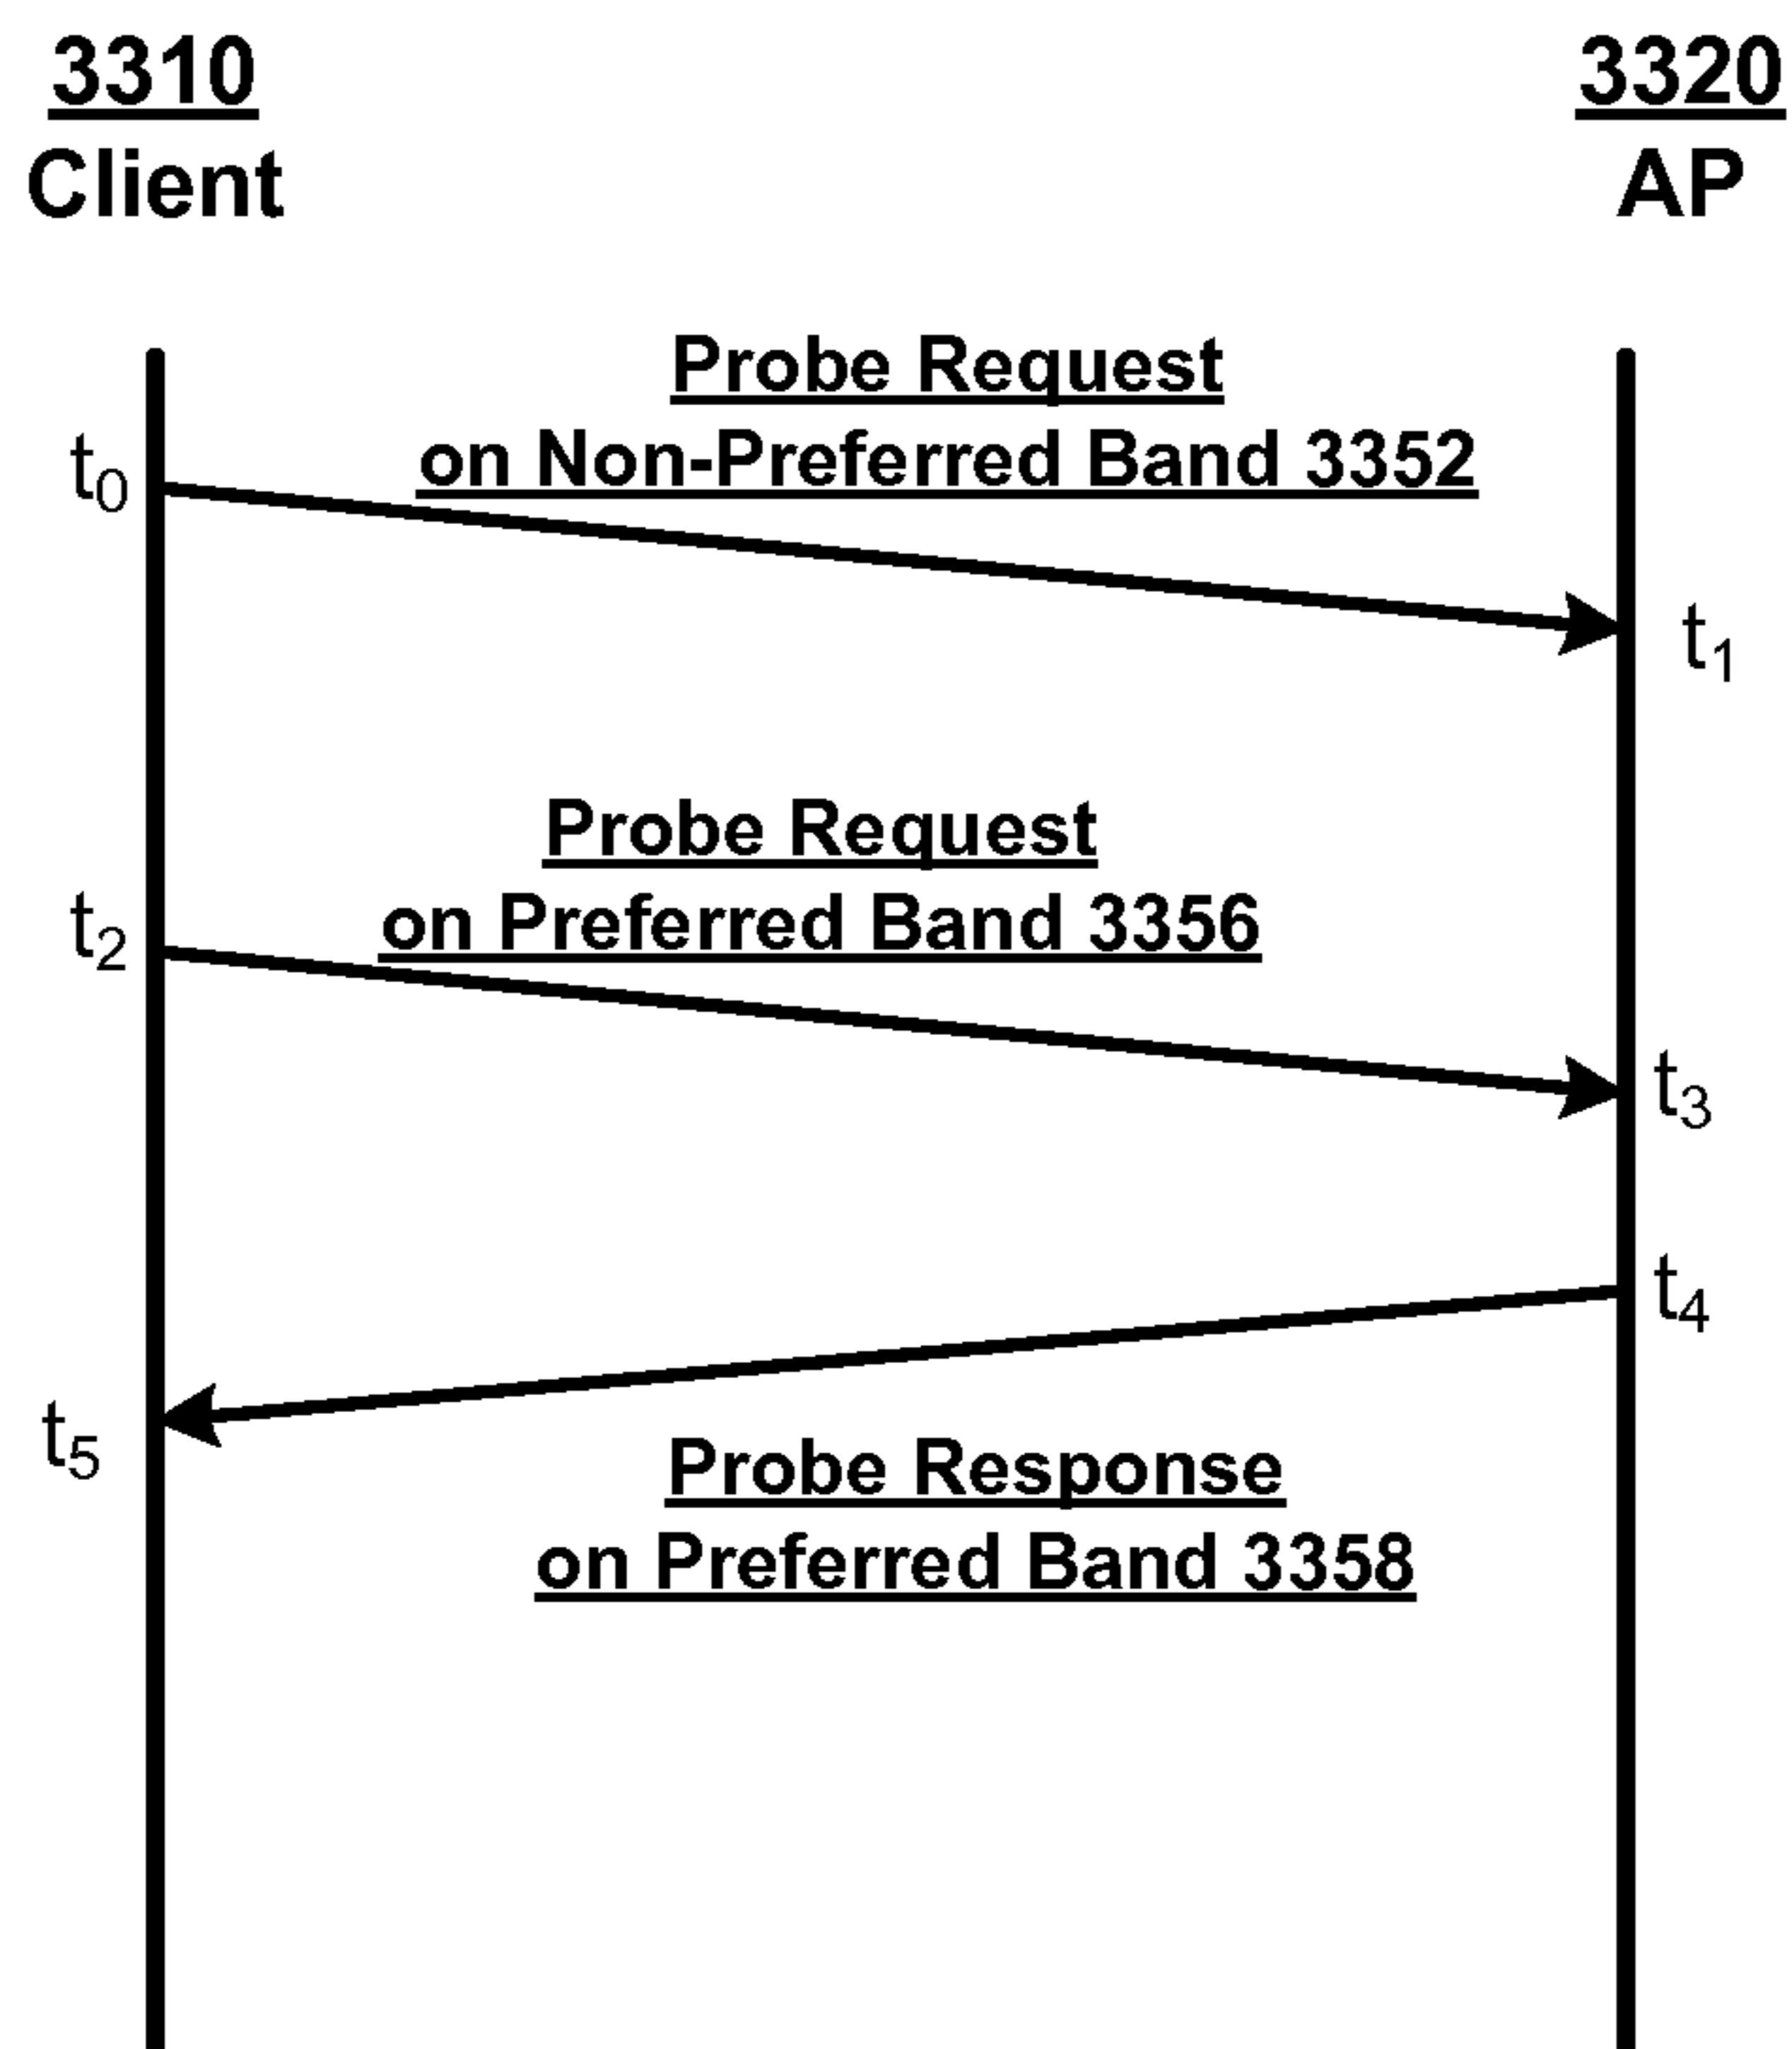 3310
Client
3320
AP
Probe Request
on Non-Preferred Band 3352
t0
t1
Probe Request
on Preferred Band 3356
t2
t3
t4
t5
Probe Response
on Preferred Band 3358